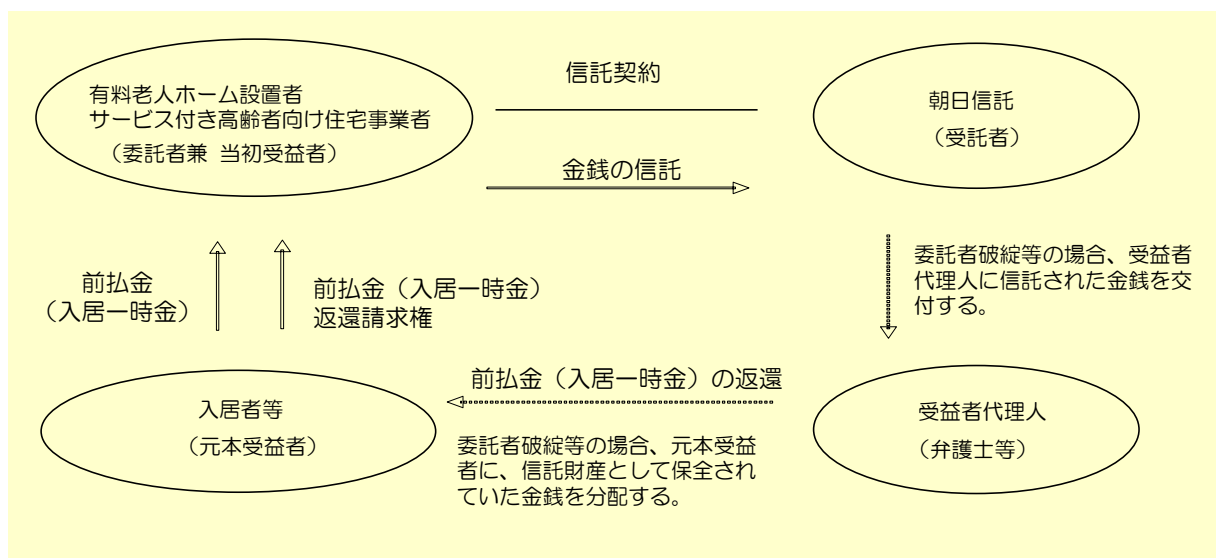 有料老人ホーム設置者
サービス付き高齢者向け住宅事業者
（委託者兼 当初受益者）
信託契約
金銭の信託
朝日信託
（受託者）
前払金
（入居一時金）
前払金（入居一時金）
返還請求権
委託者破綻等の場合、受益者
代理人に信託された金銭を交
付する。
入居者等
（元本受益者）
前払金（入居一時金）の返還
委託者破綻等の場合、元本受益
者に、信託財産として保全され
ていた金銭を分配する。
受益者代理人
（弁護士等）